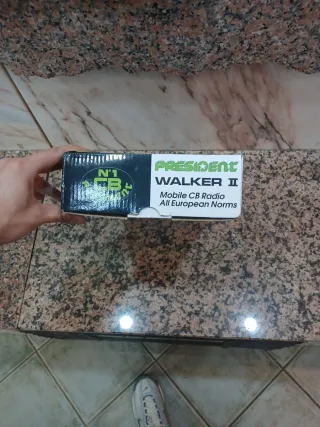 N°1
CB
PRESIDENT
WALKER II
Mobile CB Radio
All European Norms